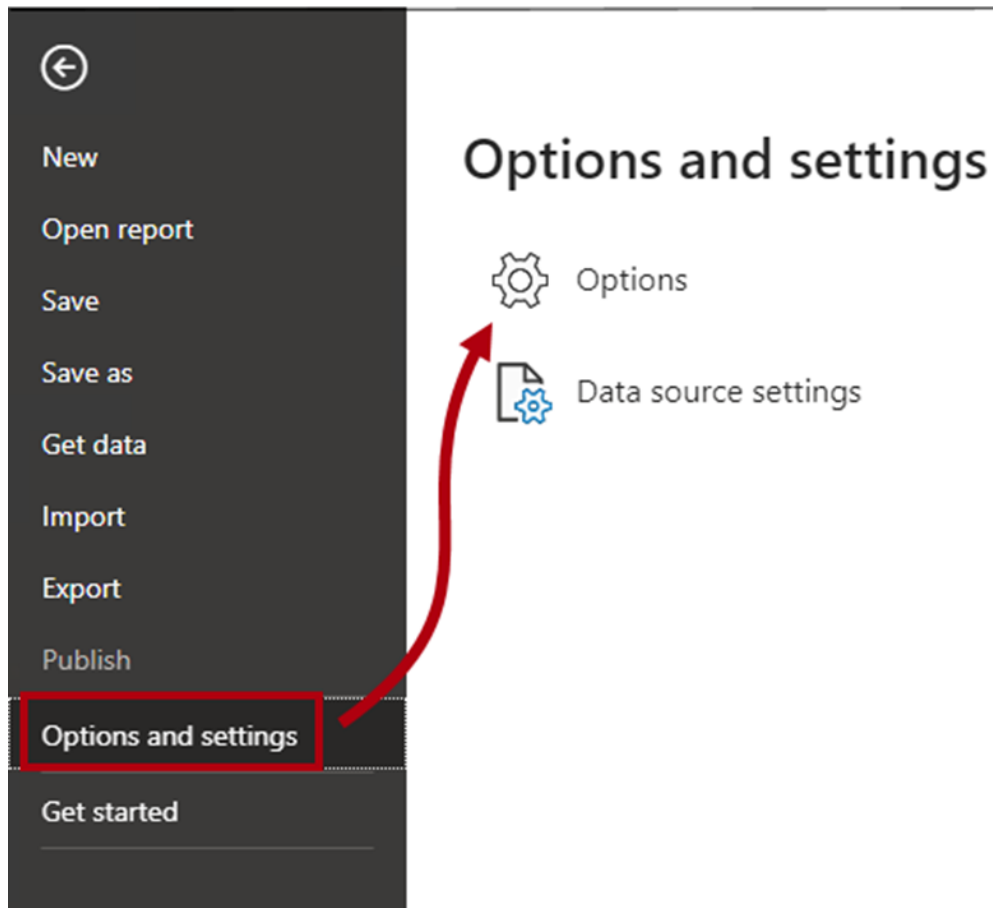 New
Open report
Save
Save as
Get data
Import
Export
Publish
Options and settings
Get started
Options and settings
Options
Data source settings